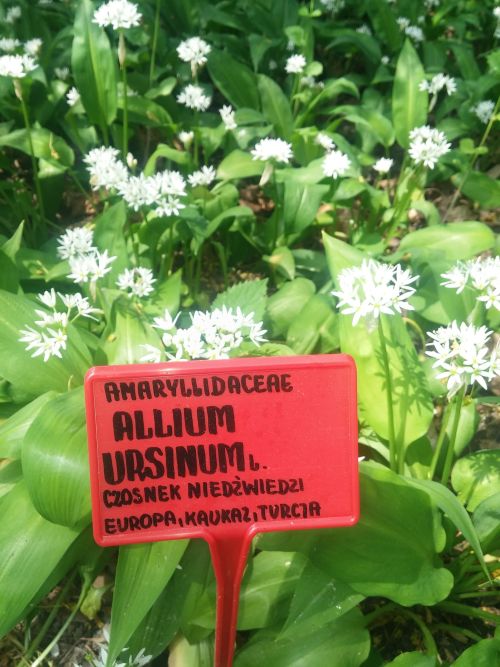 AMARYLLIDACEAE
ALLIUM
URSINUM L.
CZOSNEK NIEDŹWIEDZI
EUROPA, KAUKAZ, TURCJA